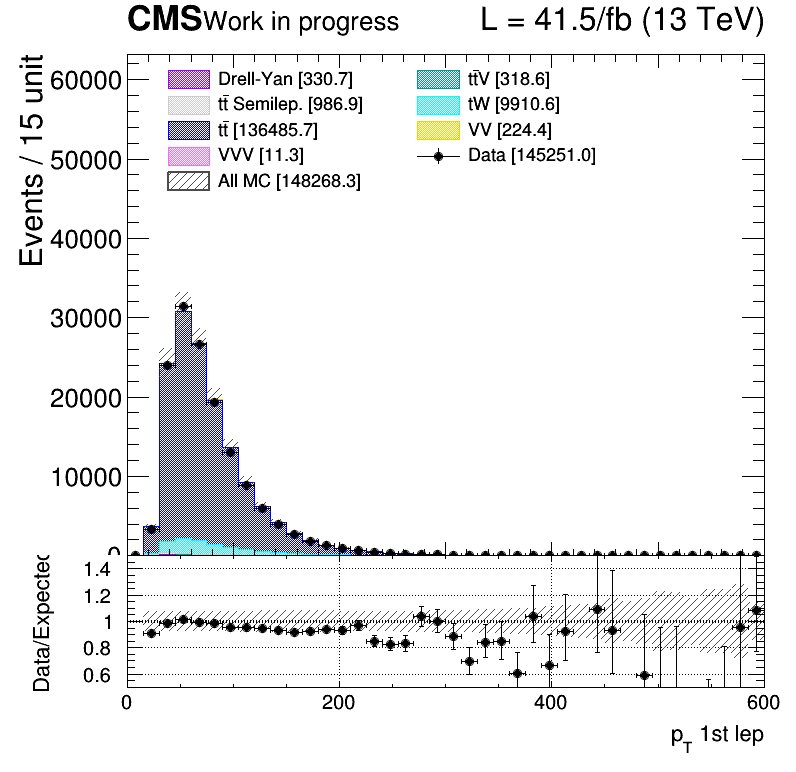 CMS Work in progress L = 41.5/fb (13 TeV)
Events / 15 unit
60000
50000
40000
30000
20000
10000
0
Drell-Yan [330.7]
tt̄ Semilep. [986.9]
tt̄ [136485.7]
VVV [11.3]
All MC [148268.3]
tt̄V [318.6]
tW [9910.6]
VV [224.4]
Data [145251.0]
Data/Expected
1.4
1.2
1
0.8
0.6
0 200 400 600
p_T 1st lep